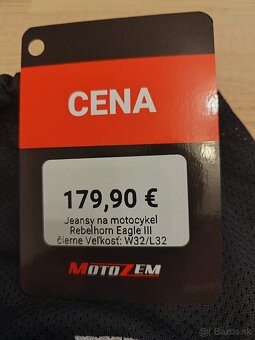 CENA
179,90 €
Jeansy na motocykel
Rebelhorn Eagle III
čierne Veľkosť: W32/L32
MOTOZEM
Bazos.sk